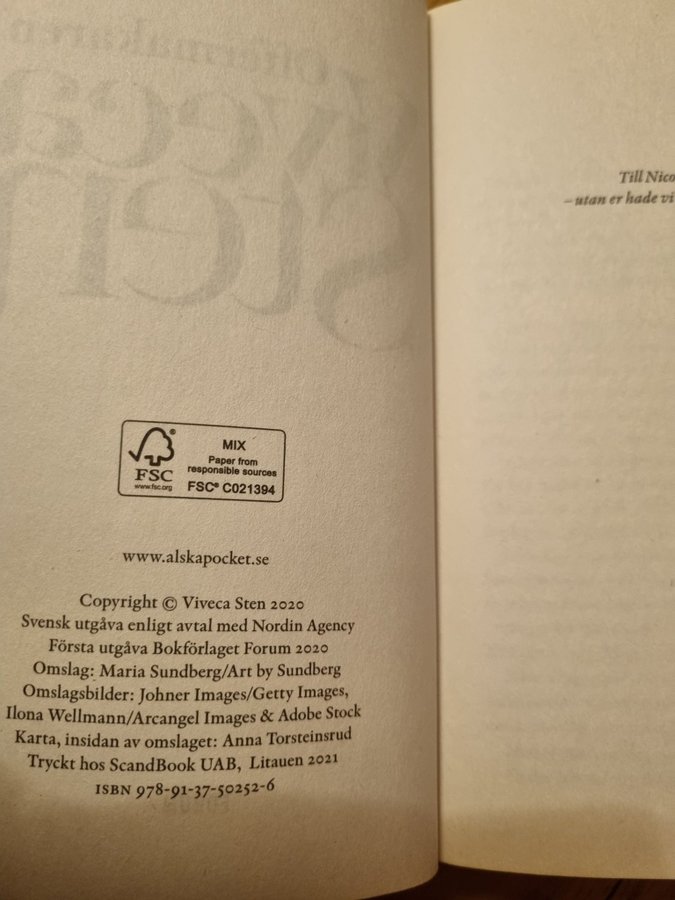 Offermakaren
Viveca
Sten
MIX
Paper from
responsible sources
FSC® C021394
FSC
www.fsc.org
www.alskapocket.se
Copyright © Viveca Sten 2020
Svensk utgåva enligt avtal med Nordin Agency
Första utgåva Bokförlaget Forum 2020
Omslag: Maria Sundberg/Art by Sundberg
Omslagsbilder: Johner Images/Getty Images,
Ilona Wellmann/Arcangel Images & Adobe Stock
Karta, insidan av omslaget: Anna Torsteinsrud
Tryckt hos ScandBook UAB, Litauen 2021
ISBN 978-91-37-50252-6
Till Nico
– utan er hade vi